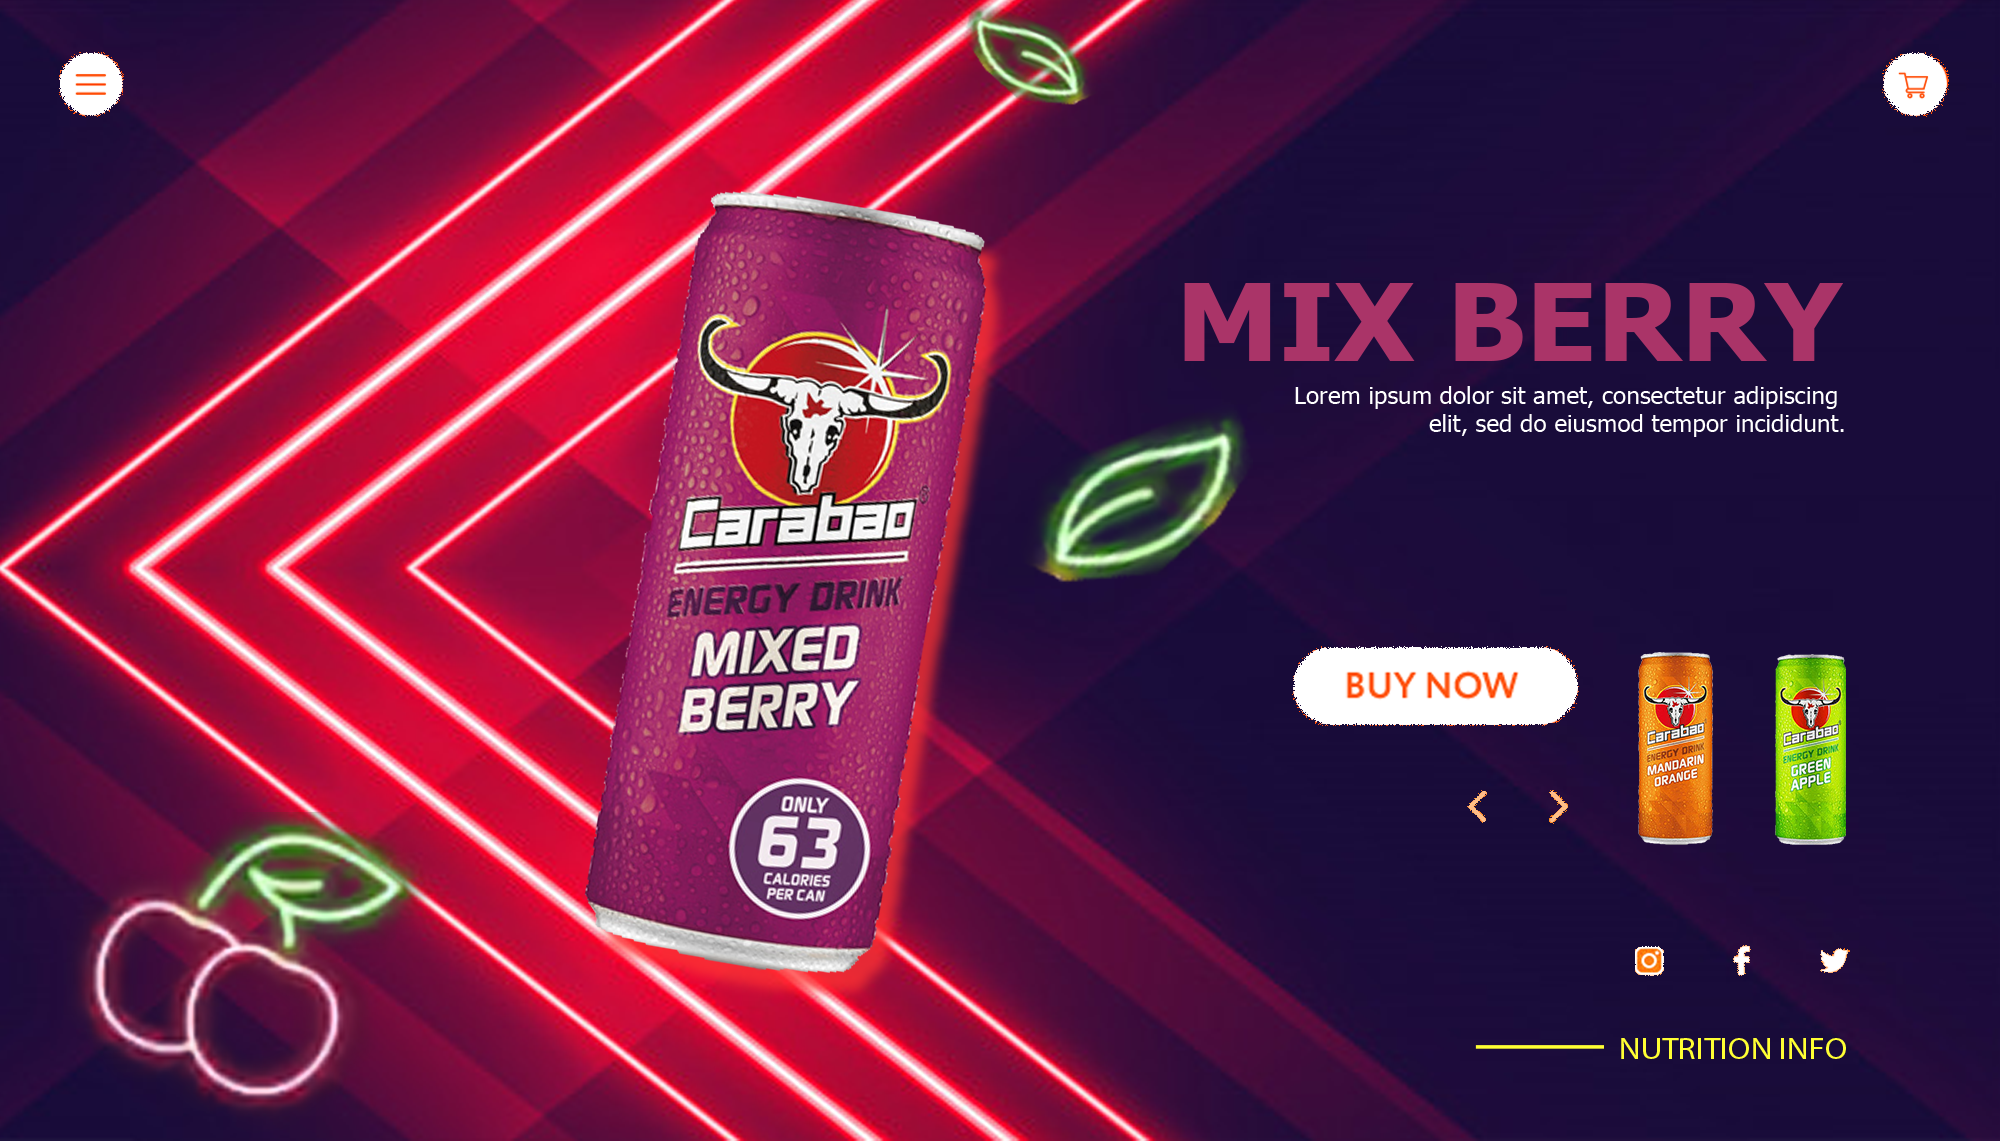 MIX BERRY
Lorem ipsum dolor sit amet, consectetur adipiscing
elit, sed do eiusmod tempor incididunt.
Carabao®
ENERGY DRINK
MIXED
BERRY
ONLY
63
CALORIES
PER CAN
BUY NOW
Carabao
ENERGY DRINK
MANDARIN
ORANGE
Carabao
ENERGY DRINK
GREEN
APPLE
NUTRITION INFO